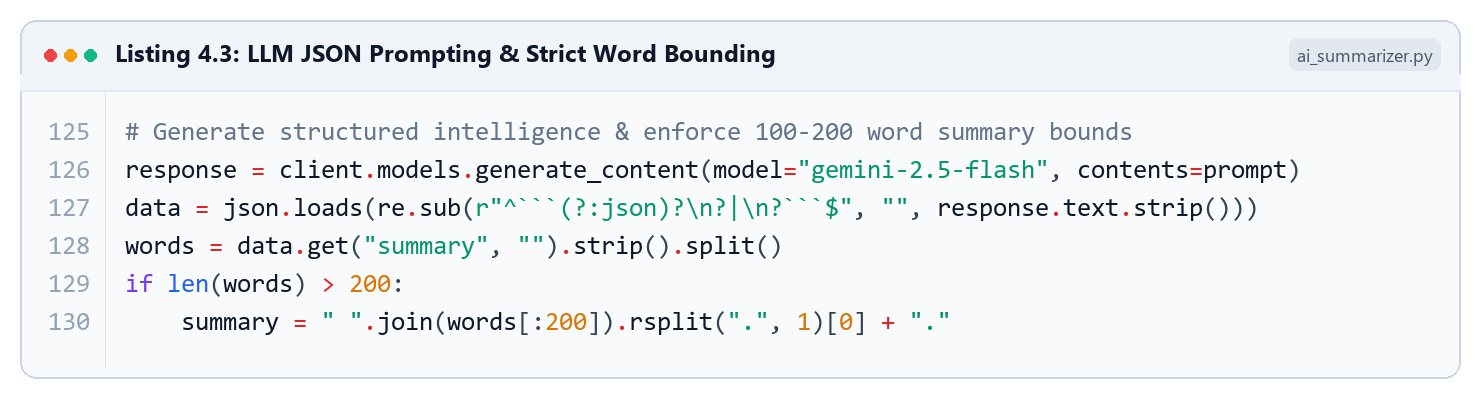 Listing 4.3: LLM JSON Prompting & Strict Word Bounding
ai_summarizer.py
125 # Generate structured intelligence & enforce 100-200 word summary bounds
126 response = client.models.generate_content(model="gemini-2.5-flash", contents=prompt)
127 data = json.loads(re.sub(r"^```(?:json)?\n?|\n?```$", "", response.text.strip()))
128 words = data.get("summary", "").strip().split()
129 if len(words) > 200:
130     summary = " ".join(words[:200]).rsplit(".", 1)[0] + "."